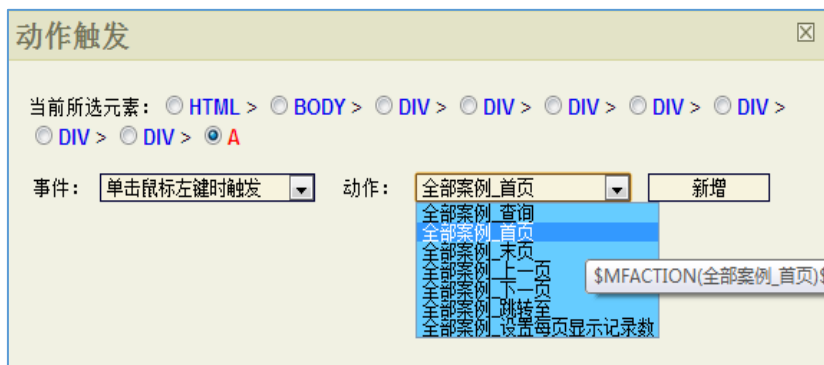 动作触发
当前所选元素： HTML > BODY > DIV > DIV > DIV > DIV > DIV >
DIV > DIV > A
事件： 单击鼠标左键时触发 动作： 全部案例_首页 新增
全部案例_查询
全部案例_首页
全部案例_末页
全部案例_上一页
全部案例_下一页
全部案例_跳转至
全部案例_设置每页显示记录数
$MFACTION(全部案例_首页)$